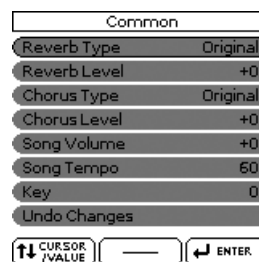 Common
Reverb Type Original
Reverb Level +0
Chorus Type Original
Chorus Level +0
Song Volume +0
Song Tempo 60
Key 0
Undo Changes
CURSOR
/VALUE
ENTER